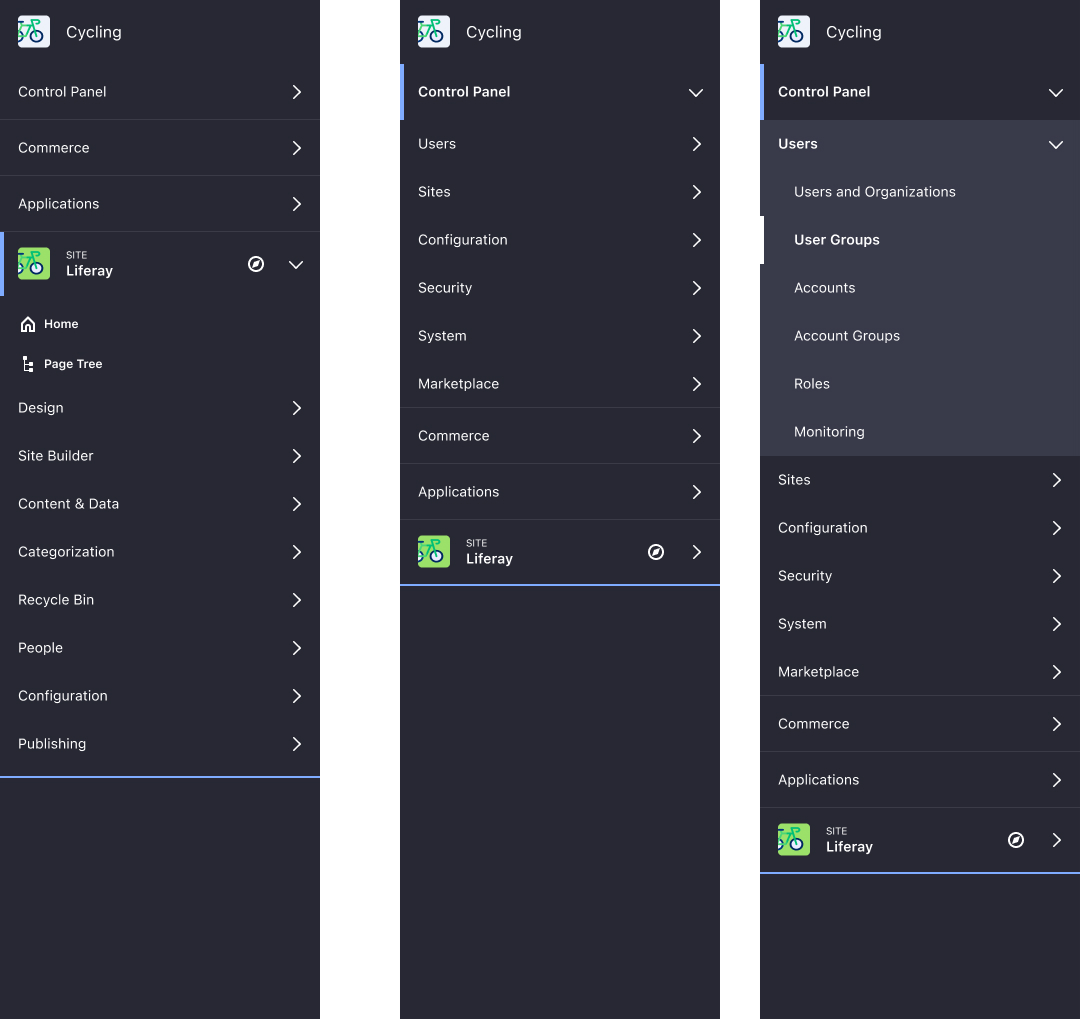 Cycling
Control Panel
Commerce
Applications
SITE
Liferay
Home
Page Tree
Design
Site Builder
Content & Data
Categorization
Recycle Bin
People
Configuration
Publishing
Cycling
Control Panel
Users
Sites
Configuration
Security
System
Marketplace
Commerce
Applications
SITE
Liferay
Cycling
Control Panel
Users
Users and Organizations
User Groups
Accounts
Account Groups
Roles
Monitoring
Sites
Configuration
Security
System
Marketplace
Commerce
Applications
SITE
Liferay